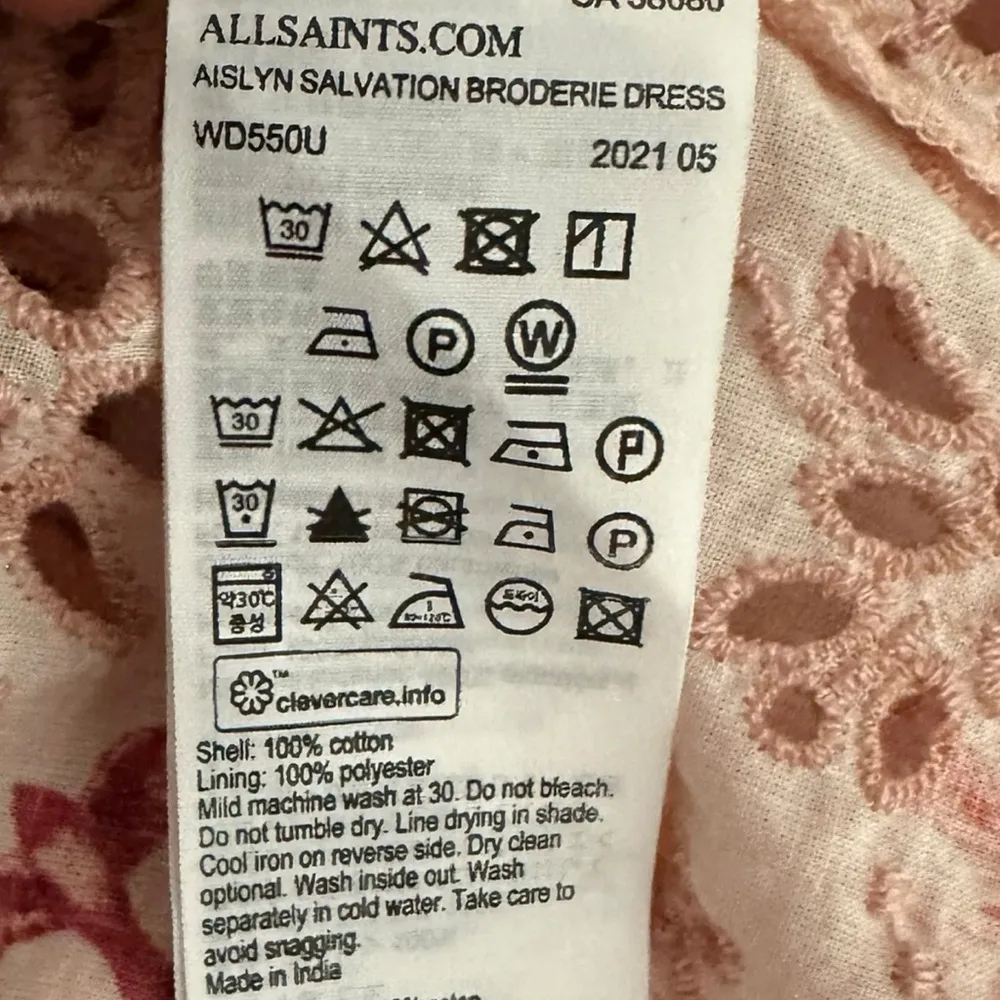 ALLSAINTS.COM
AISLYN SALVATION BRODERIE DRESS
WD550U 2021 05
30
P W
30 P
30 P
약30℃
중성
드라이
clevercare.info
Shell: 100% cotton
Lining: 100% polyester
Mild machine wash at 30. Do not bleach.
Do not tumble dry. Line drying in shade.
Cool iron on reverse side. Dry clean
optional. Wash inside out. Wash
separately in cold water. Take care to
avoid snagging.
Made in India